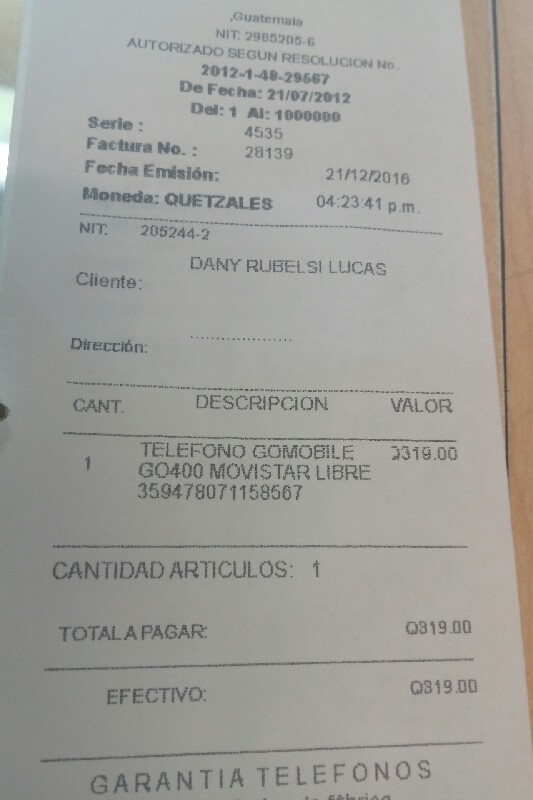 ,Guatemala
NIT: 2985205-6
AUTORIZADO SEGUN RESOLUCION No.
2012-1-48-29567
De Fecha: 21/07/2012
Del: 1 Al: 1000000
Serie : 4535
Factura No. : 28139
Fecha Emisión: 21/12/2016
Moneda: QUETZALES 04:23:41 p.m.
NIT: 205244-2
DANY RUBELSI LUCAS
Cliente:
Dirección: ....................
CANT. DESCRIPCION VALOR
1 TELEFONO GOMOBILE Q319.00
GO400 MOVISTAR LIBRE
359478071158567
CANTIDAD ARTICULOS: 1
TOTAL A PAGAR: Q319.00
EFECTIVO: Q319.00
GARANTIA TELEFONOS